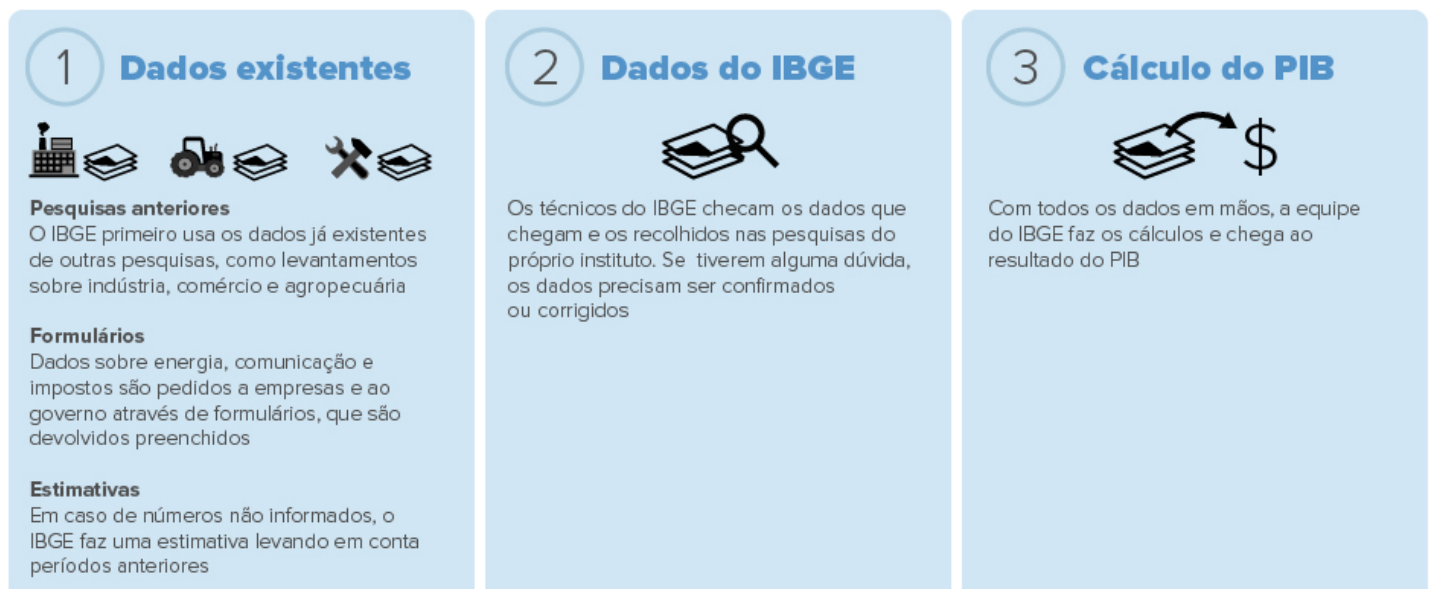 1 Dados existentes
Pesquisas anteriores
O IBGE primeiro usa os dados já existentes
de outras pesquisas, como levantamentos
sobre indústria, comércio e agropecuária
Formulários
Dados sobre energia, comunicação e
impostos são pedidos a empresas e ao
governo através de formulários, que são
devolvidos preenchidos
Estimativas
Em caso de números não informados, o
IBGE faz uma estimativa levando em conta
períodos anteriores
2 Dados do IBGE
Os técnicos do IBGE checam os dados que
chegam e os recolhidos nas pesquisas do
próprio instituto. Se tiverem alguma dúvida,
os dados precisam ser confirmados
ou corrigidos
3 Cálculo do PIB
$
Com todos os dados em mãos, a equipe
do IBGE faz os cálculos e chega ao
resultado do PIB